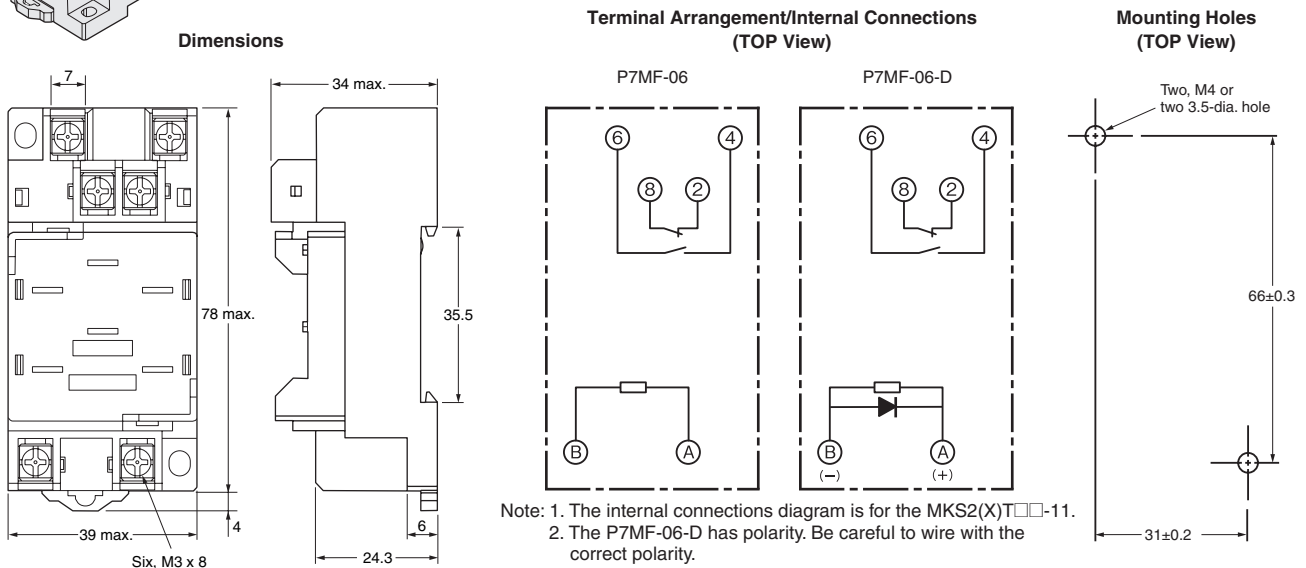 Dimensions
7
34 max.
78 max.
35.5
4
39 max.
6
24.3
Six, M3 x 8
Terminal Arrangement/Internal Connections
(TOP View)
P7MF-06
6
4
8
2
B
A
P7MF-06-D
6
4
8
2
B
A
(−)
(+)
Note: 1. The internal connections diagram is for the MKS2(X)T□□-11.
2. The P7MF-06-D has polarity. Be careful to wire with the
correct polarity.
Mounting Holes
(TOP View)
Two, M4 or
two 3.5-dia. hole
66±0.3
31±0.2